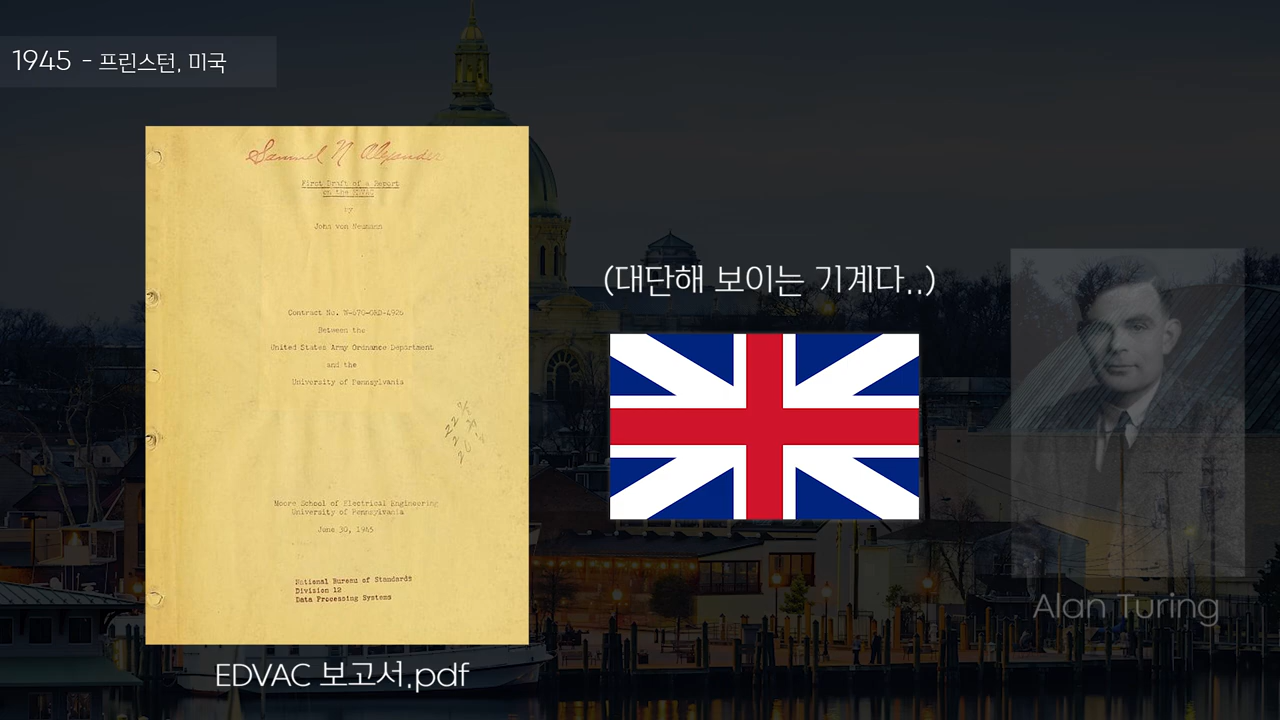 1945 - 프린스턴, 미국
Samuel N Alexander
First Draft of a Report
on the EDVAC
by
John von Neumann
Contract No. W-670-ORD-4926
Between the
United States Army Ordnance Department
and the
University of Pennsylvania
Moore School of Electrical Engineering
University of Pennsylvania
June 30, 1945
National Bureau of Standards
Division 12
Data Processing Systems
EDVAC 보고서.pdf
(대단해 보이는 기계다..)
Alan Turing